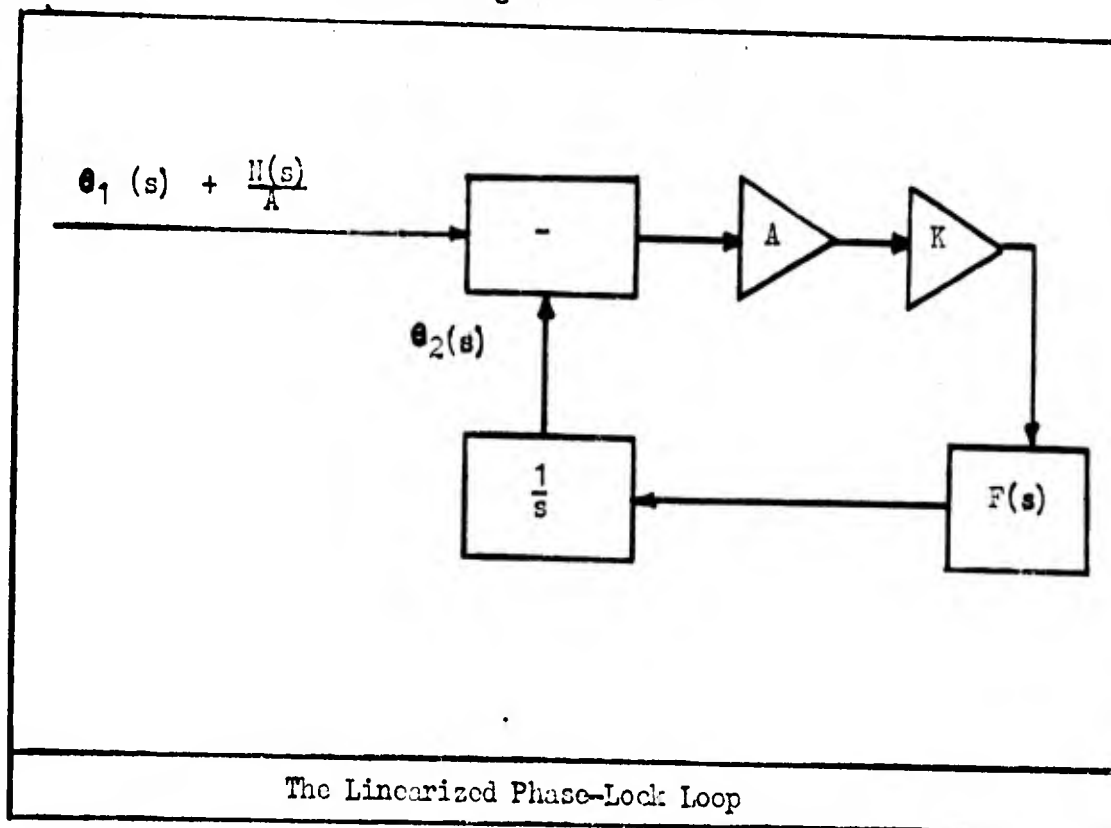 θ₁ (s) + N(s)/A
-
A
K
θ₂(s)
1/s
F(s)
The Linearized Phase-Lock Loop